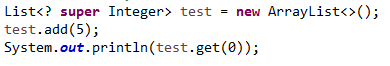 List<? super Integer> test = new ArrayList<>();
test.add(5);
System.out.println(test.get(0));